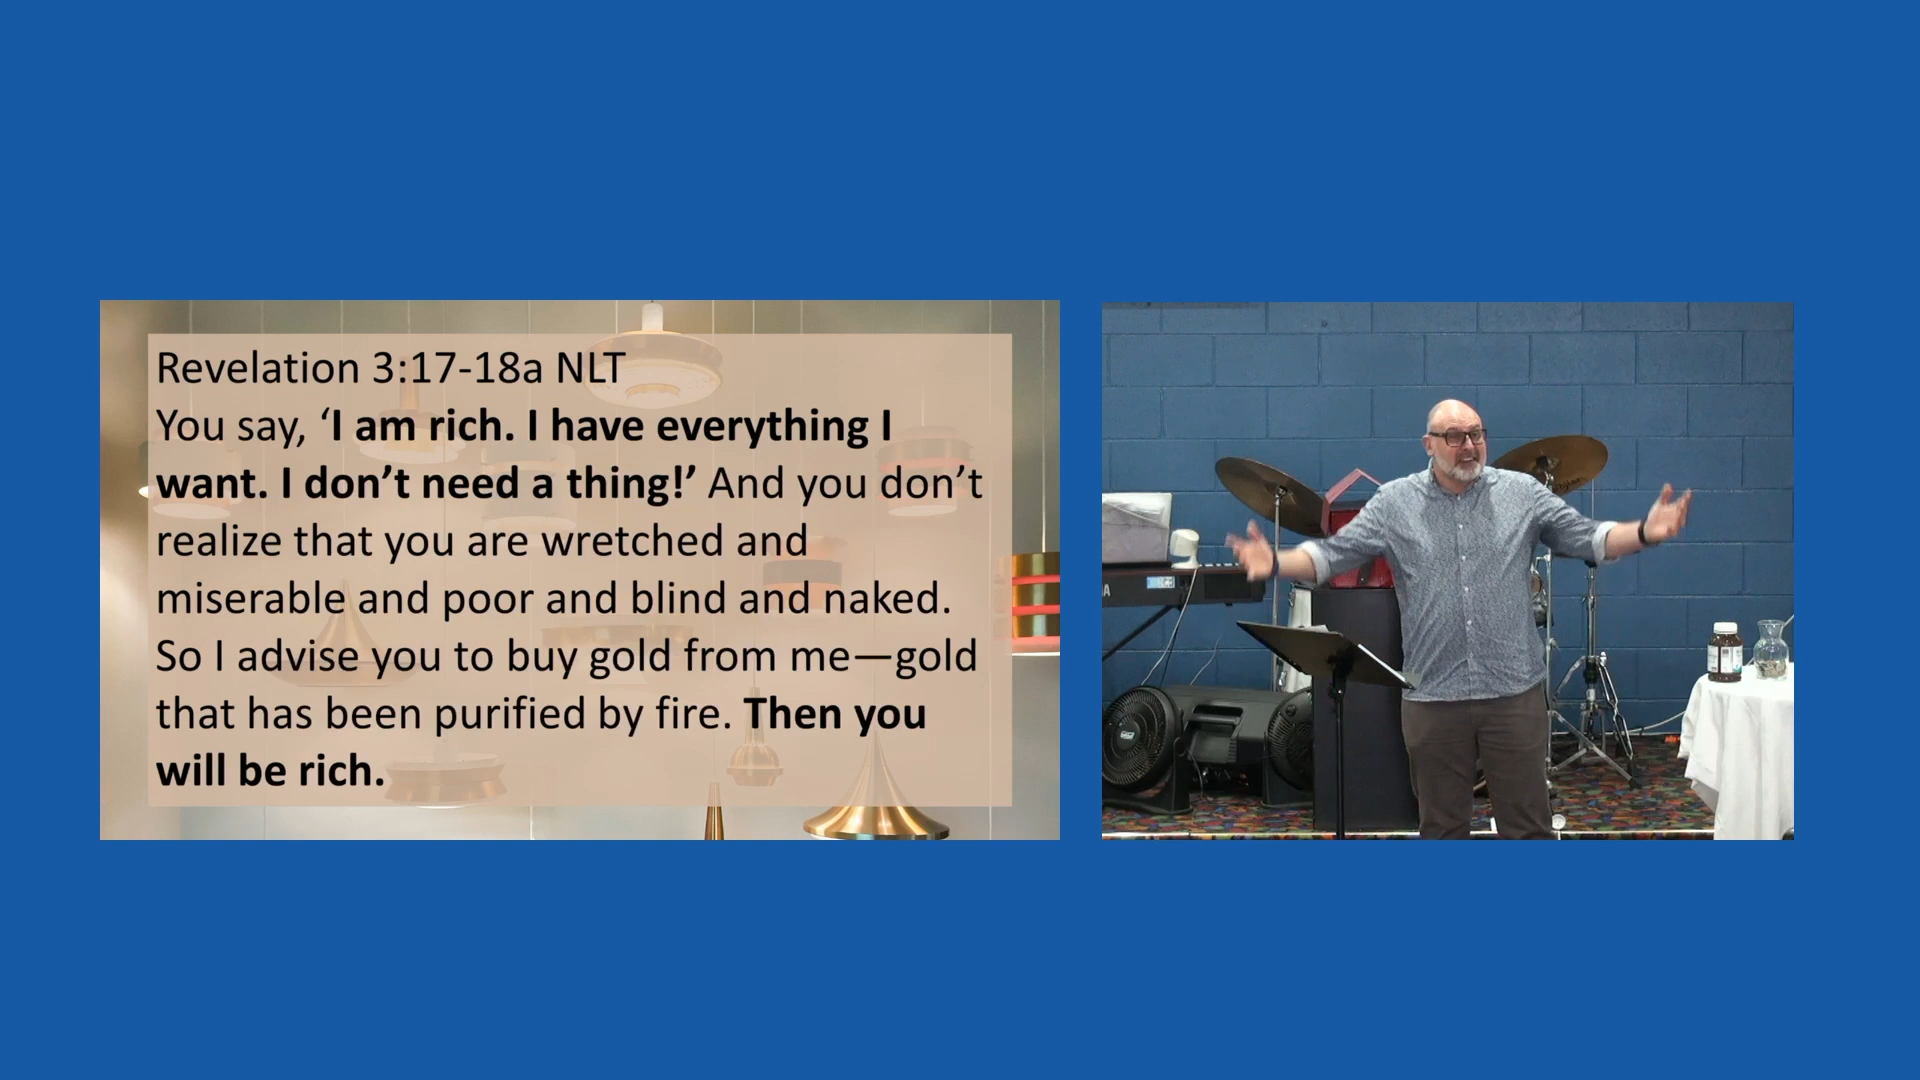 Revelation 3:17-18a NLT
You say, ‘I am rich. I have everything I
want. I don’t need a thing!’ And you don’t
realize that you are wretched and
miserable and poor and blind and naked.
So I advise you to buy gold from me—gold
that has been purified by fire. Then you
will be rich.